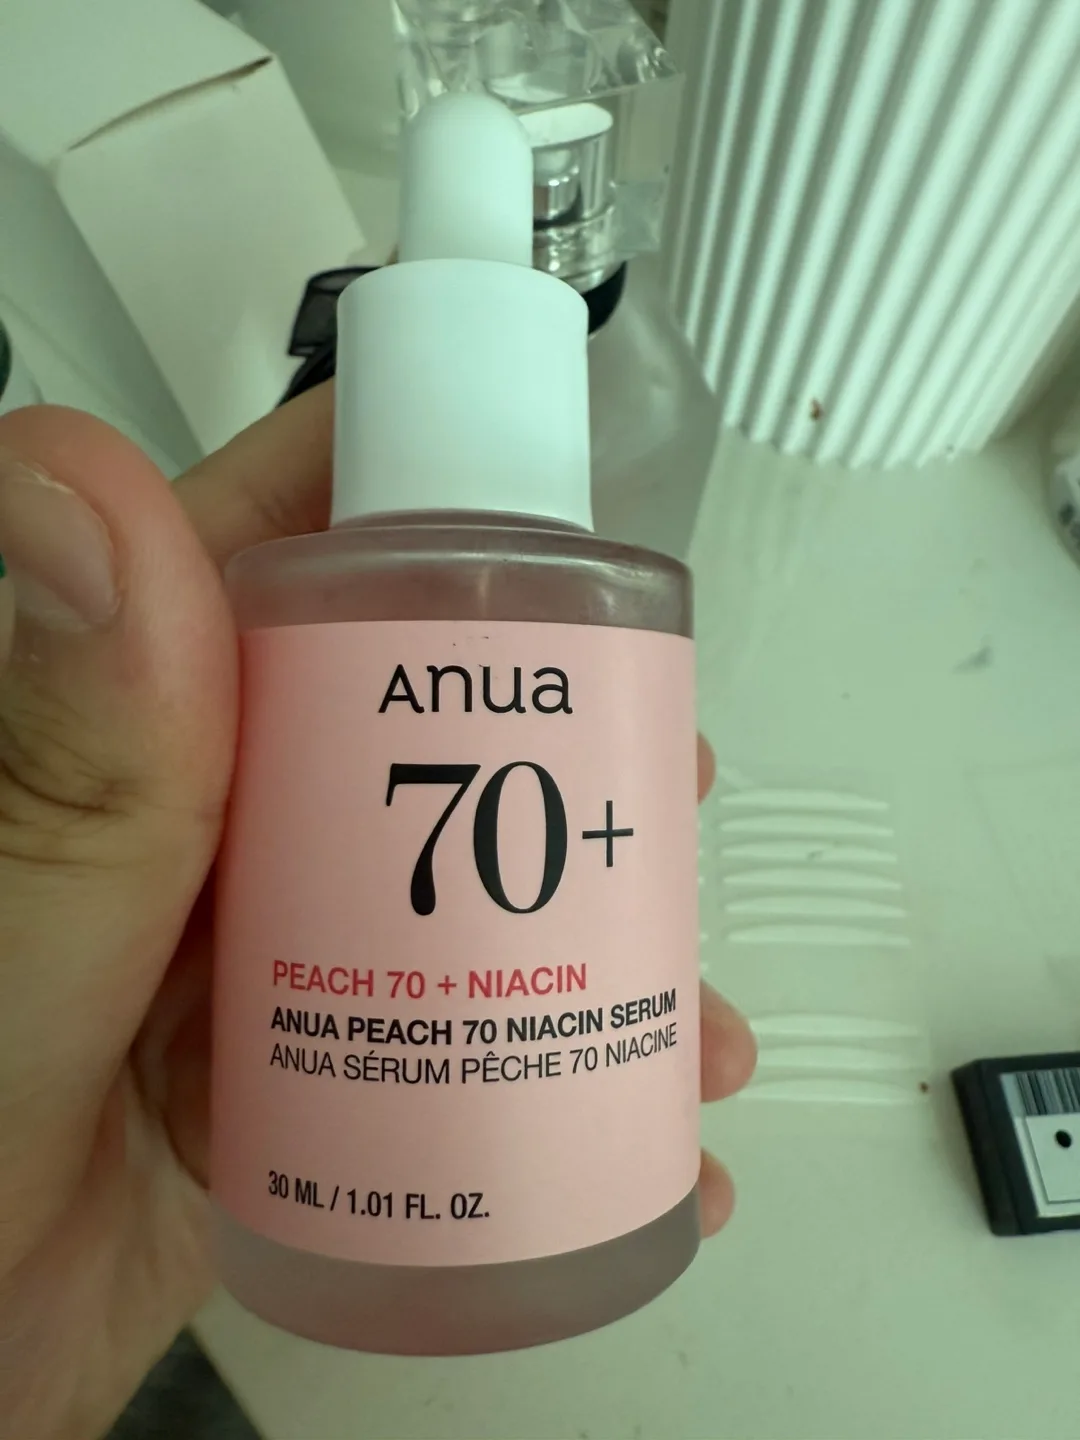 Anua
70+
PEACH 70 + NIACIN
ANUA PEACH 70 NIACIN SERUM
ANUA SÉRUM PÊCHE 70 NIACINE
30 ML / 1.01 FL. OZ.